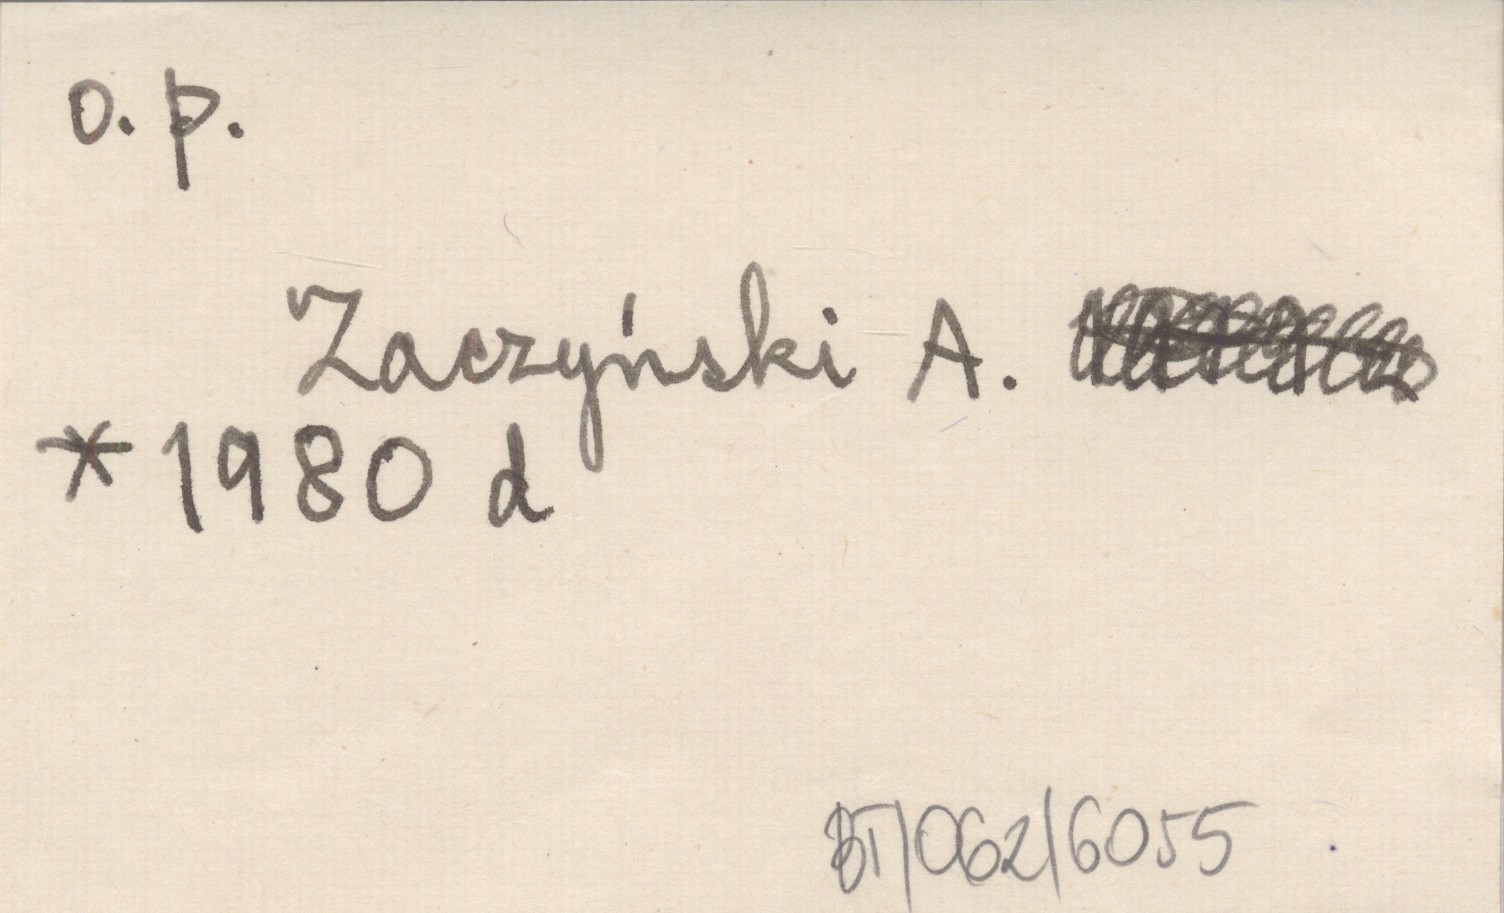 o. p.
Zaczyński A.
* 1980 d
BT/062/6055